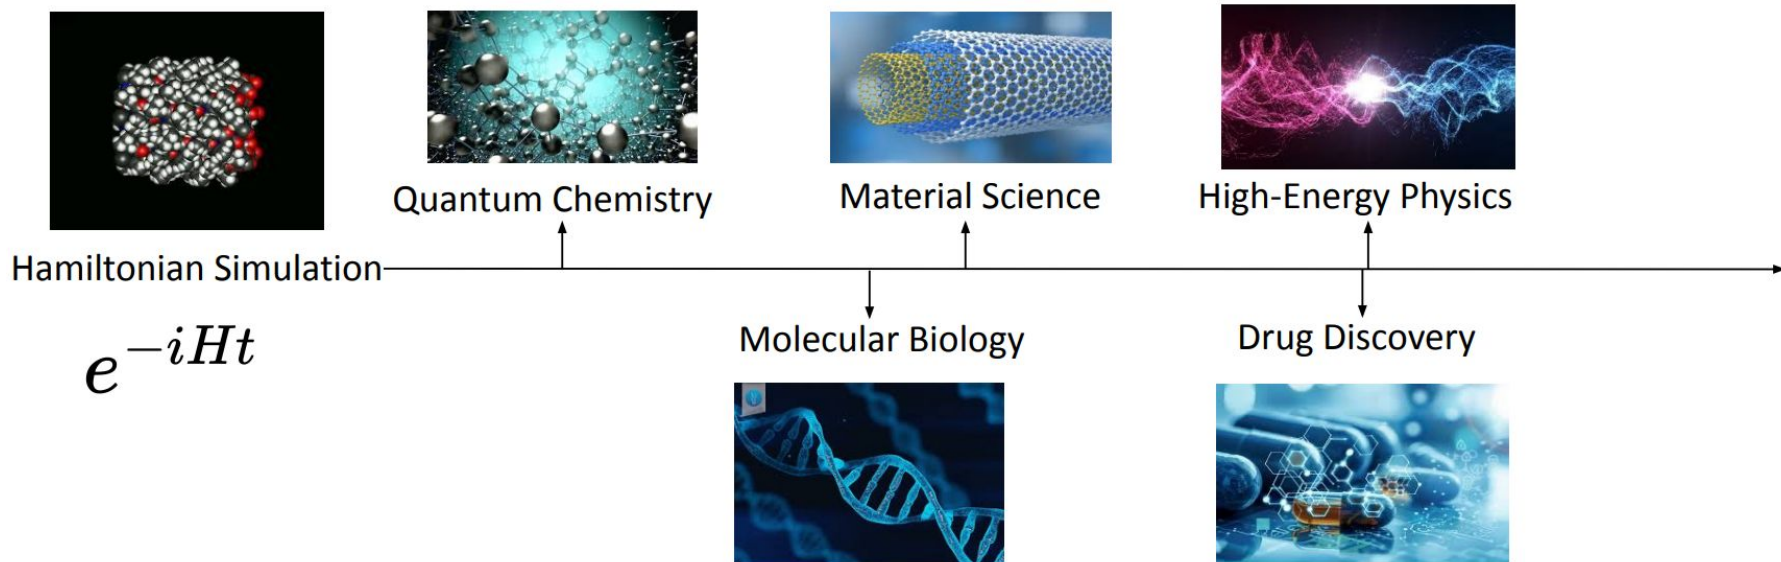 Quantum Chemistry
Material Science
High-Energy Physics
Hamiltonian Simulation
e^{-iHt}
Molecular Biology
Drug Discovery